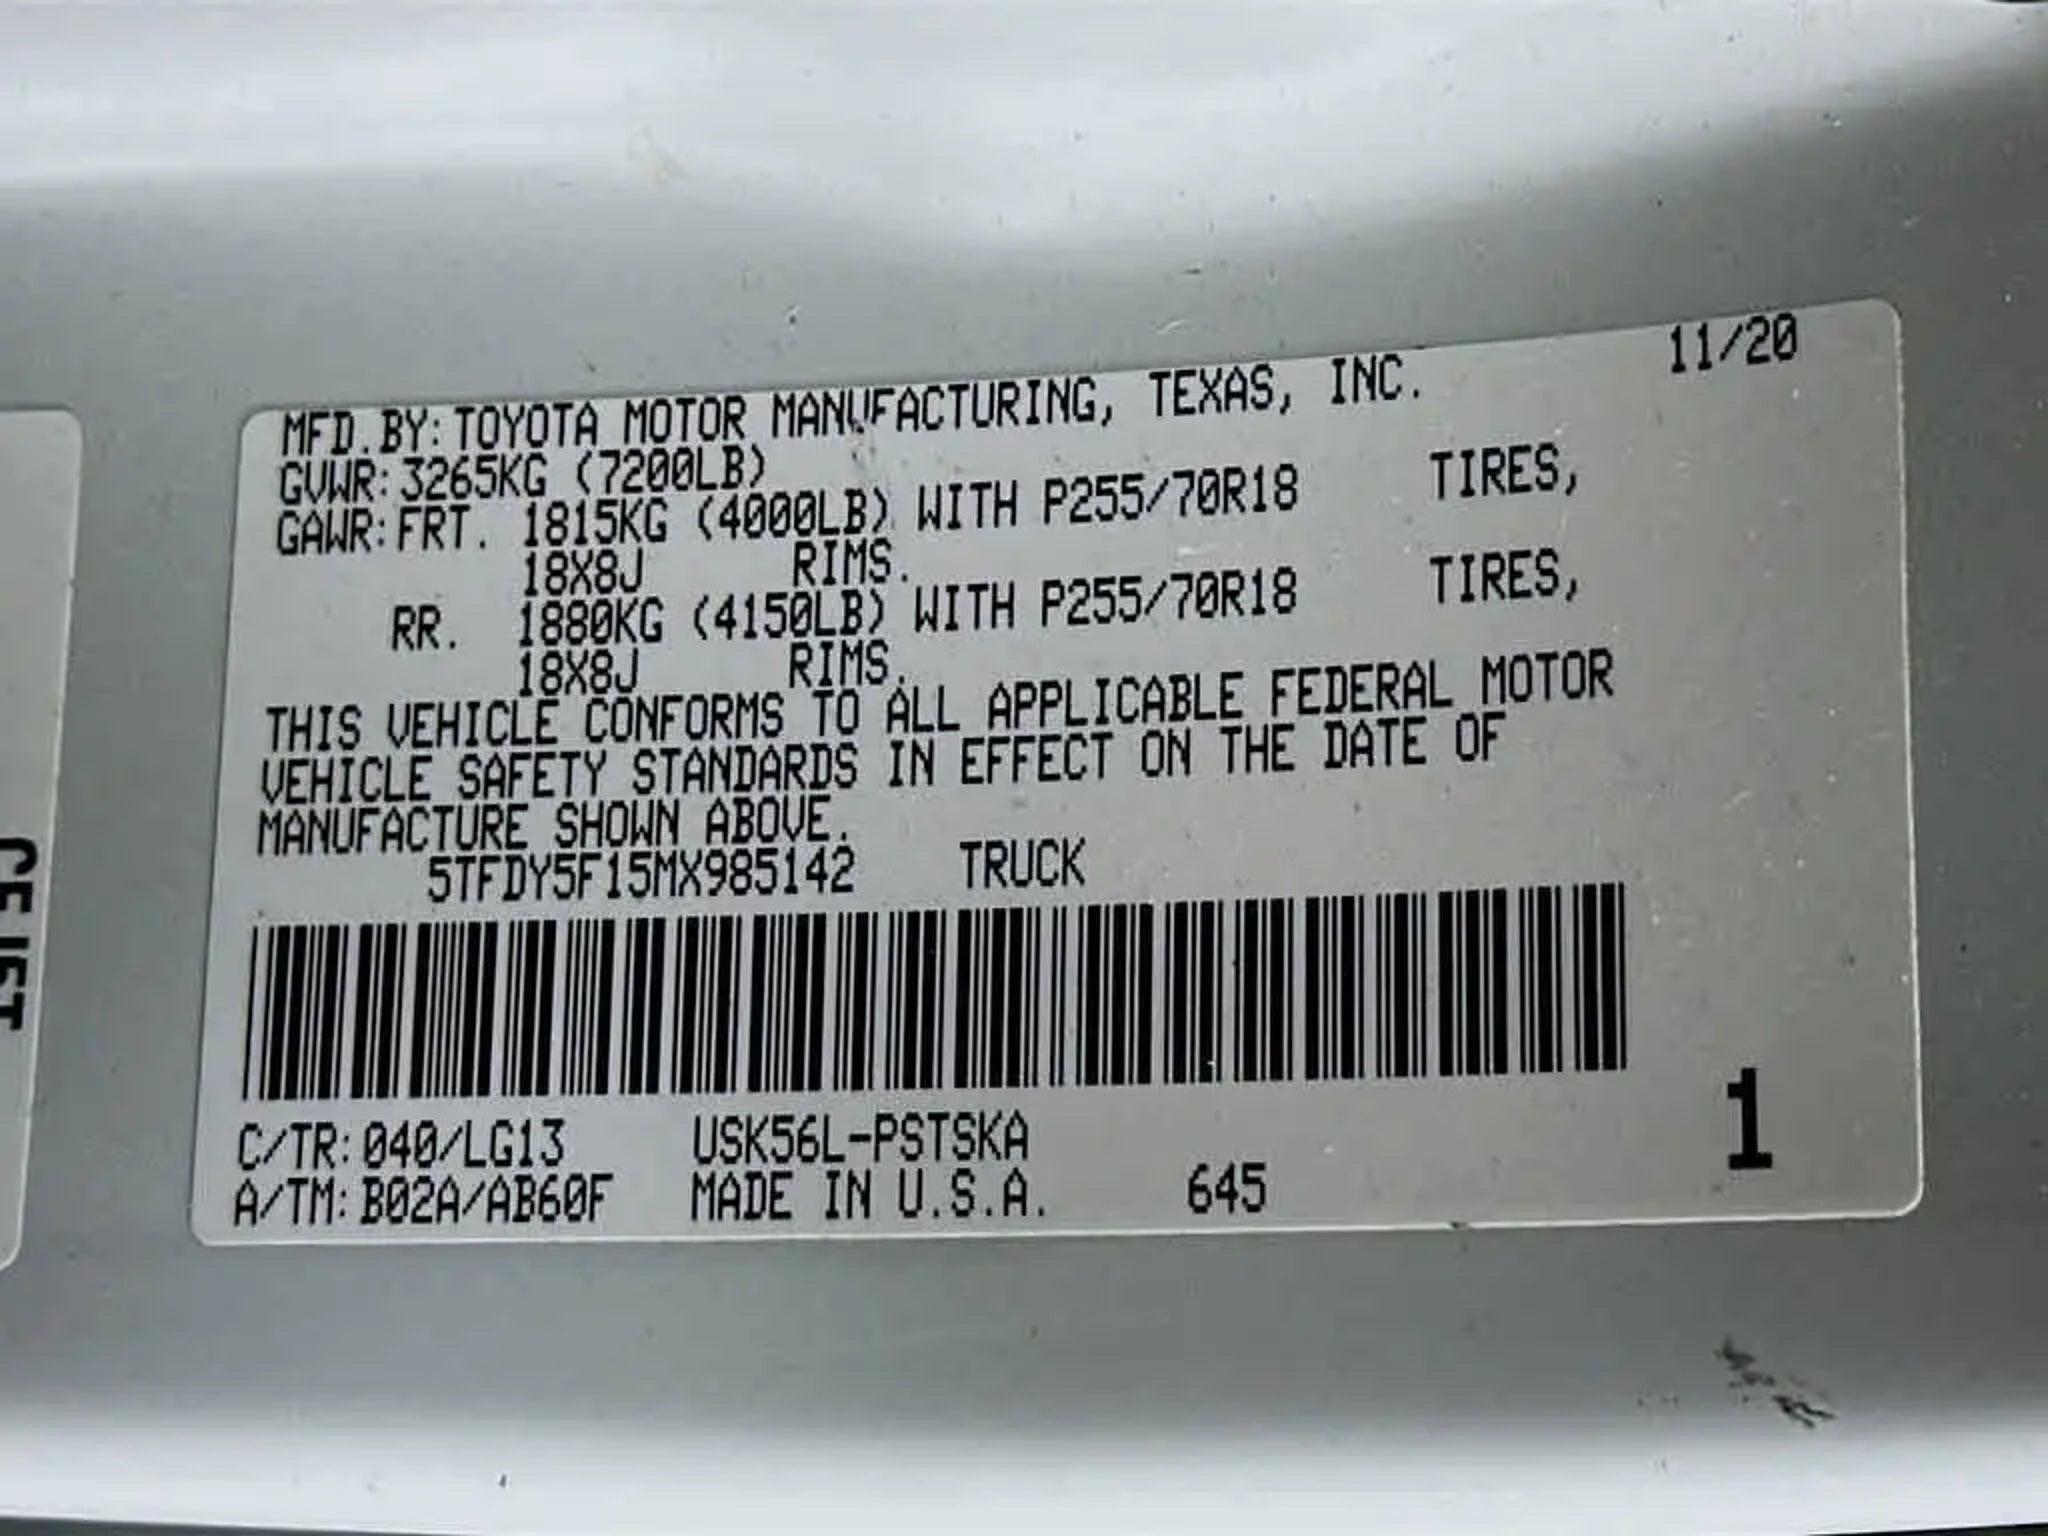 MFD.BY:TOYOTA MOTOR MANUFACTURING, TEXAS, INC. 11/20
GVWR:3265KG (7200LB)
GAWR:FRT. 1815KG (4000LB) WITH P255/70R18 TIRES,
18X8J RIMS.
RR. 1880KG (4150LB) WITH P255/70R18 TIRES,
18X8J RIMS.
THIS VEHICLE CONFORMS TO ALL APPLICABLE FEDERAL MOTOR
VEHICLE SAFETY STANDARDS IN EFFECT ON THE DATE OF
MANUFACTURE SHOWN ABOVE.
5TFDY5F15MX985142 TRUCK
C/TR:040/LG13 USK56L-PSTSKA
A/TM:B02A/AB60F MADE IN U.S.A. 645
1